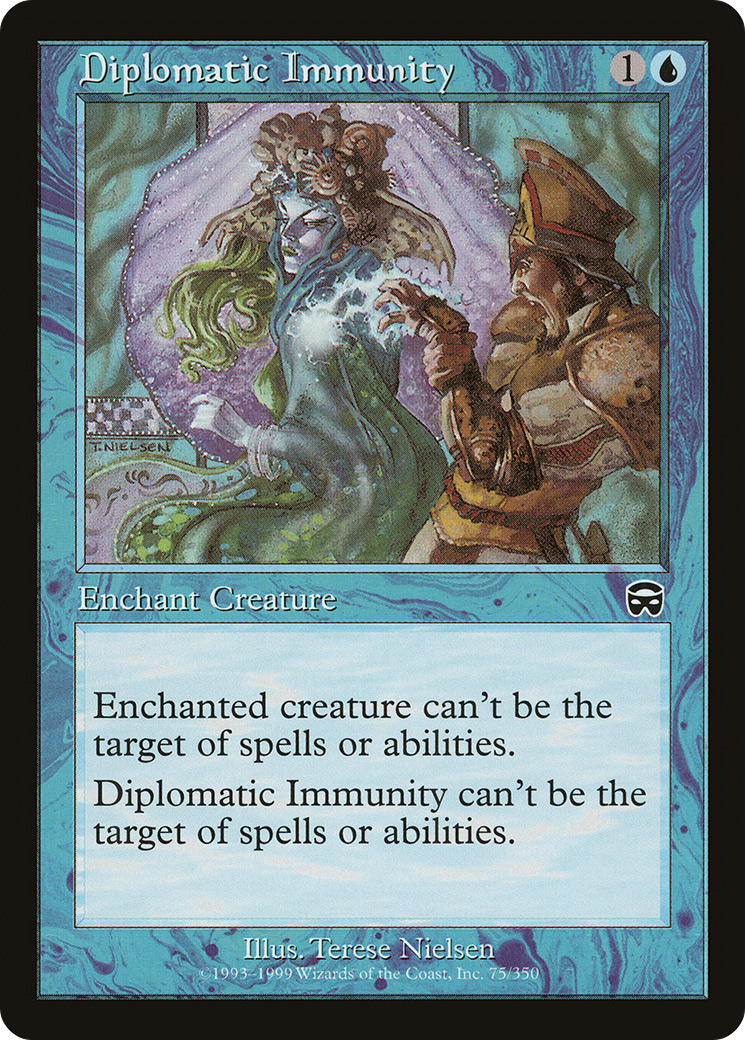 Diplomatic Immunity 1
T. NIELSEN
Enchant Creature
Enchanted creature can't be the
target of spells or abilities.
Diplomatic Immunity can't be the
target of spells or abilities.
Illus. Terese Nielsen
©1993–1999 Wizards of the Coast, Inc. 75/350